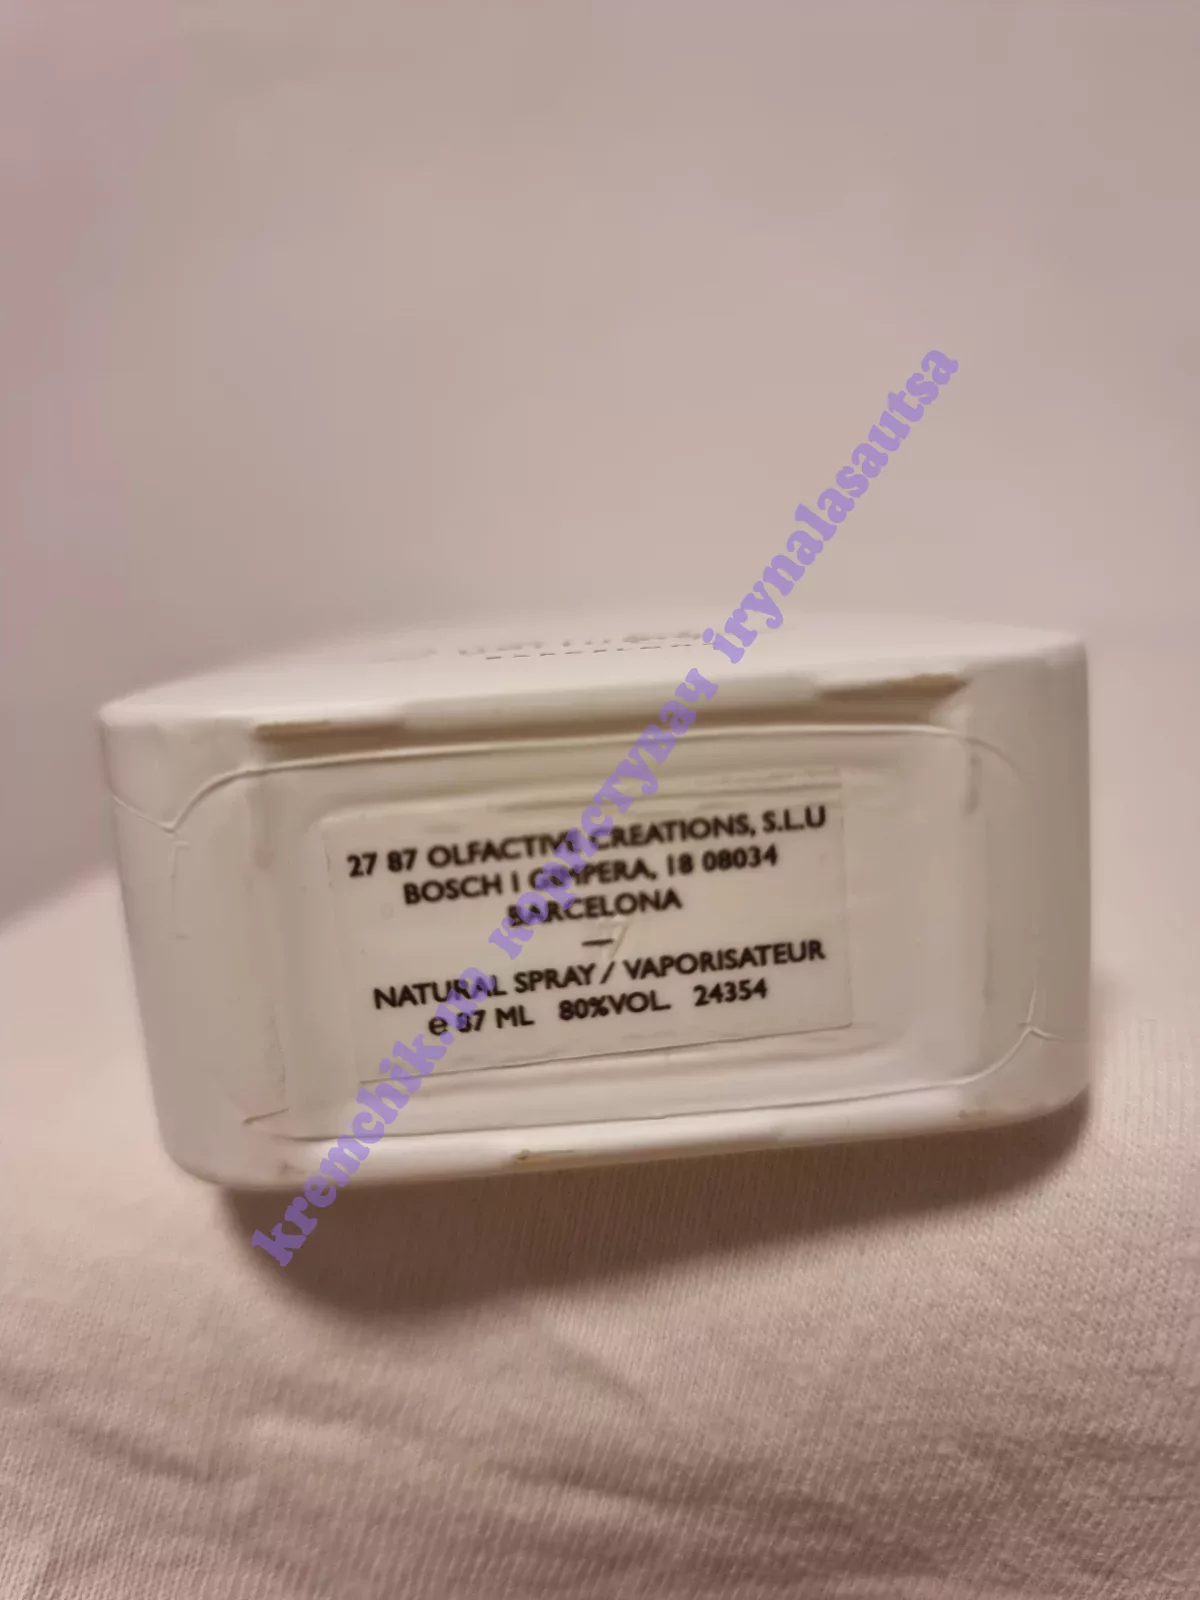 27 87 OLFACTIVE CREATIONS, S.L.U
BOSCH I GIMPERA, 18 08034
BARCELONA
—
NATURAL SPRAY / VAPORISATEUR
e 87 ML 80%VOL. 24354
kremchik.ua користувач irynalasautsa